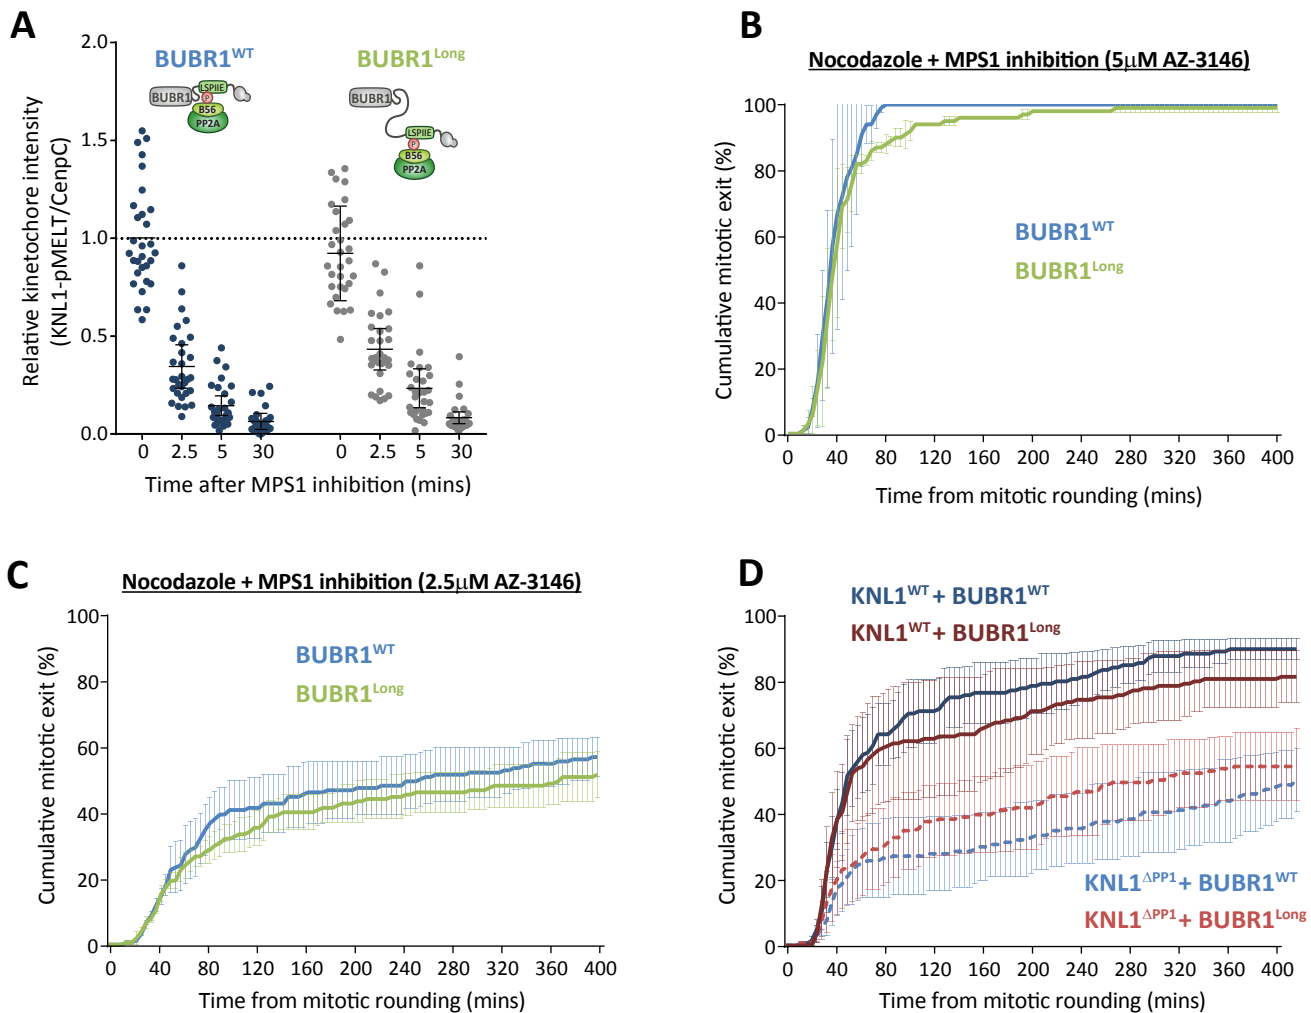 A
2.0
1.5
1.0
0.5
0.0
Relative kinetochore intensity
(KNL1-pMELT/CenpC)
BUBR1WT
BUBR1
LSPIIE
P
B56
PP2A
BUBR1Long
BUBR1
LSPIIE
P
B56
PP2A
0 2.5 5 30 0 2.5 5 30
Time after MPS1 inhibition (mins)
B
Nocodazole + MPS1 inhibition (5μM AZ-3146)
100
80
60
40
20
0
Cumulative mitotic exit (%)
BUBR1WT
BUBR1Long
0 40 80 120 160 200 240 280 320 360 400
Time from mitotic rounding (mins)
C
Nocodazole + MPS1 inhibition (2.5μM AZ-3146)
100
80
60
40
20
0
Cumulative mitotic exit (%)
BUBR1WT
BUBR1Long
0 40 80 120 160 200 240 280 320 360 400
Time from mitotic rounding (mins)
D
KNL1WT + BUBR1WT
KNL1WT + BUBR1Long
100
80
60
40
20
0
Cumulative mitotic exit (%)
KNL1ΔPP1 + BUBR1WT
KNL1ΔPP1 + BUBR1Long
0 40 80 120 160 200 240 280 320 360 400
Time from mitotic rounding (mins)